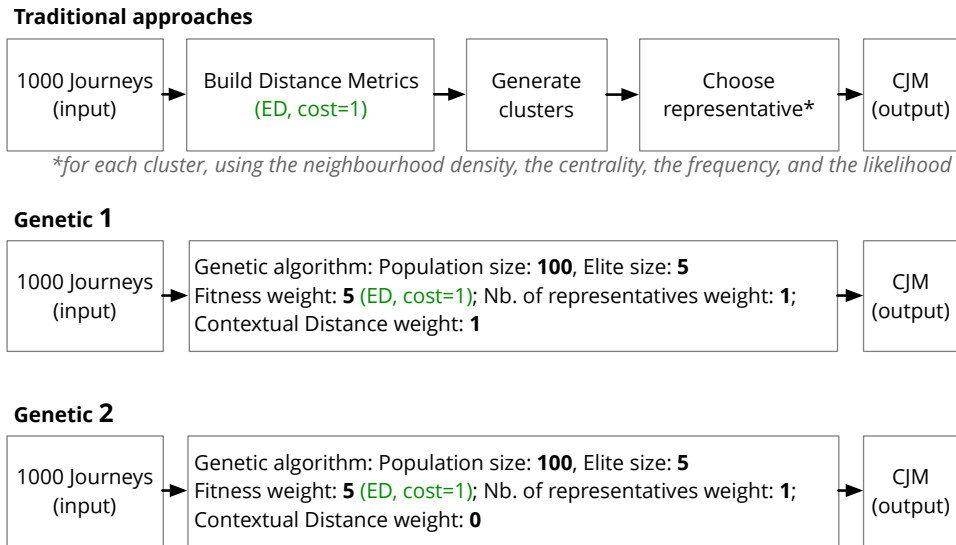 Traditional approaches
1000 Journeys
(input)
Build Distance Metrics
(ED, cost=1)
Generate
clusters
Choose
representative*
CJM
(output)
*for each cluster, using the neighbourhood density, the centrality, the frequency, and the likelihood
Genetic 1
1000 Journeys
(input)
Genetic algorithm: Population size: 100, Elite size: 5
Fitness weight: 5 (ED, cost=1); Nb. of representatives weight: 1;
Contextual Distance weight: 1
CJM
(output)
Genetic 2
1000 Journeys
(input)
Genetic algorithm: Population size: 100, Elite size: 5
Fitness weight: 5 (ED, cost=1); Nb. of representatives weight: 1;
Contextual Distance weight: 0
CJM
(output)